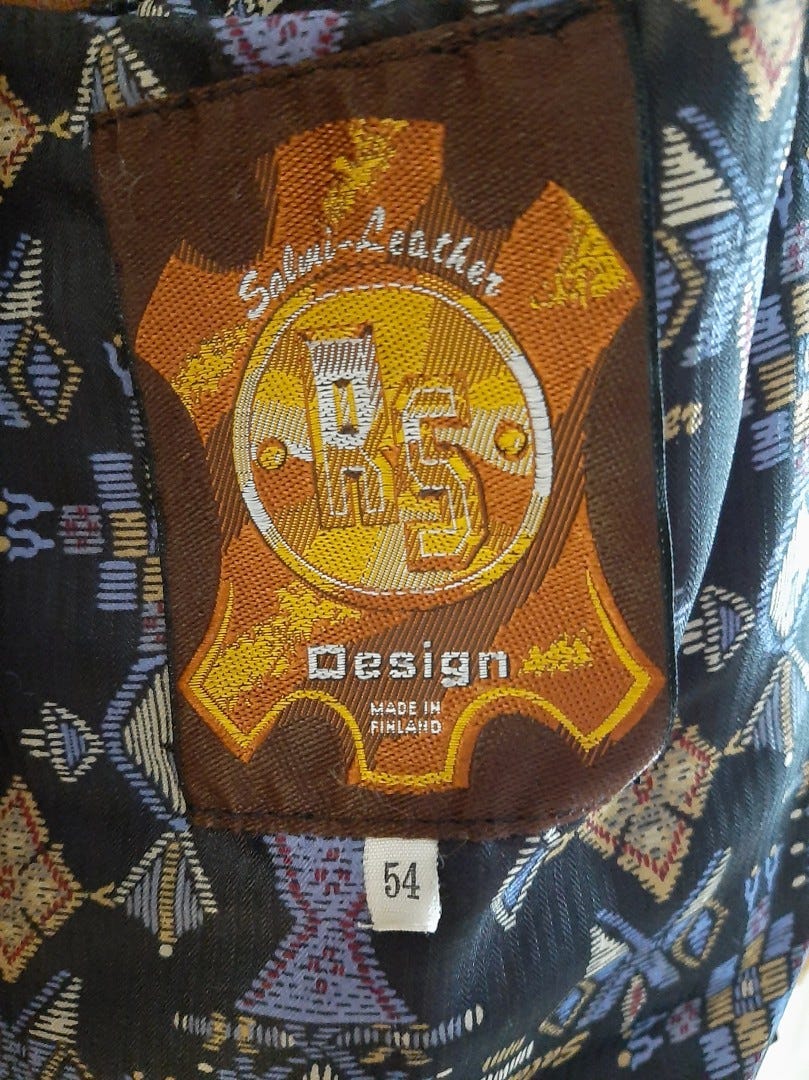 Salmi-Leather
RS
Design
MADE IN
FINLAND
54